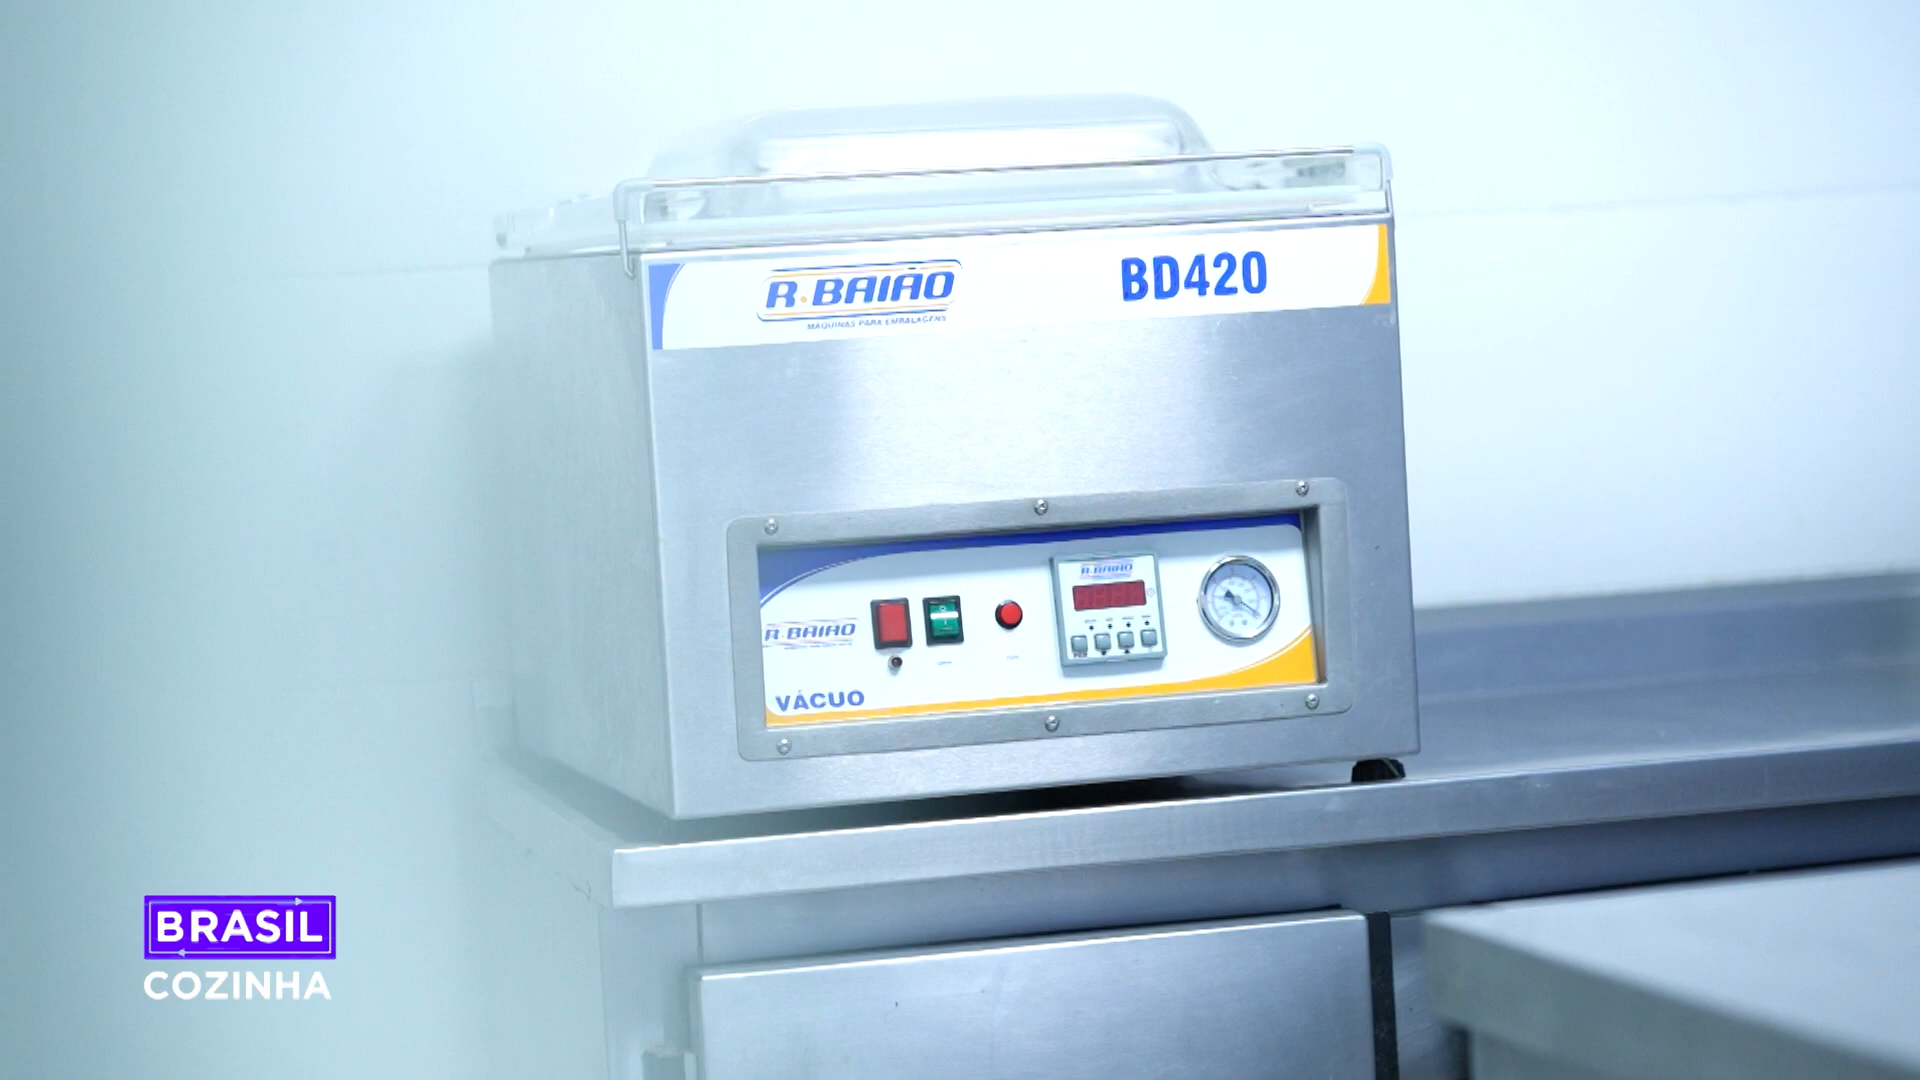 R.BAIÃO
MÁQUINAS PARA EMBALAGENS
BD420
R.BAIÃO
R.BAIÃO
VÁCUO
BRASIL
COZINHA